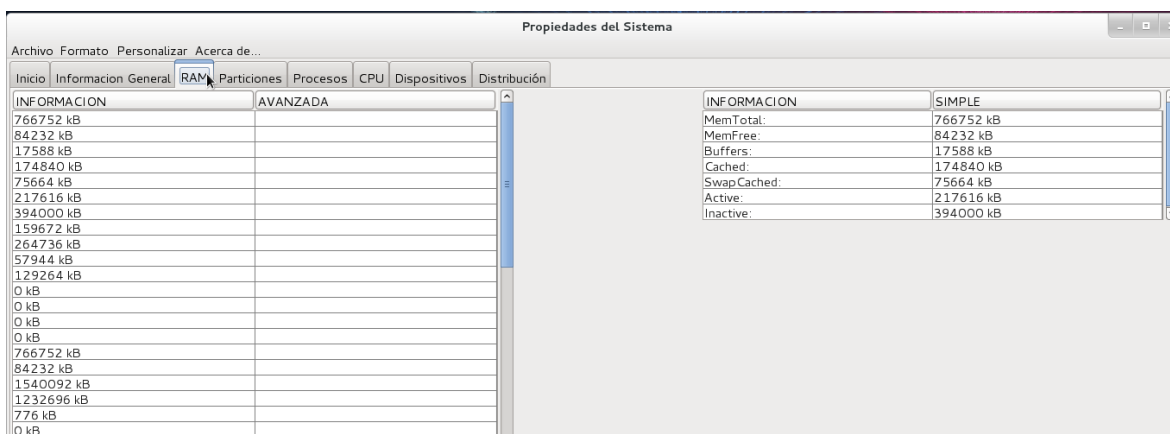 Propiedades del Sistema
Archivo Formato Personalizar Acerca de...
Inicio Informacion General RAM Particiones Procesos CPU Dispositivos Distribución
INFORMACION AVANZADA
766752 kB
84232 kB
17588 kB
174840 kB
75664 kB
217616 kB
394000 kB
159672 kB
264736 kB
57944 kB
129264 kB
0 kB
0 kB
0 kB
0 kB
766752 kB
84232 kB
1540092 kB
1232696 kB
776 kB
0 kB
INFORMACION SIMPLE
MemTotal: 766752 kB
MemFree: 84232 kB
Buffers: 17588 kB
Cached: 174840 kB
SwapCached: 75664 kB
Active: 217616 kB
Inactive: 394000 kB